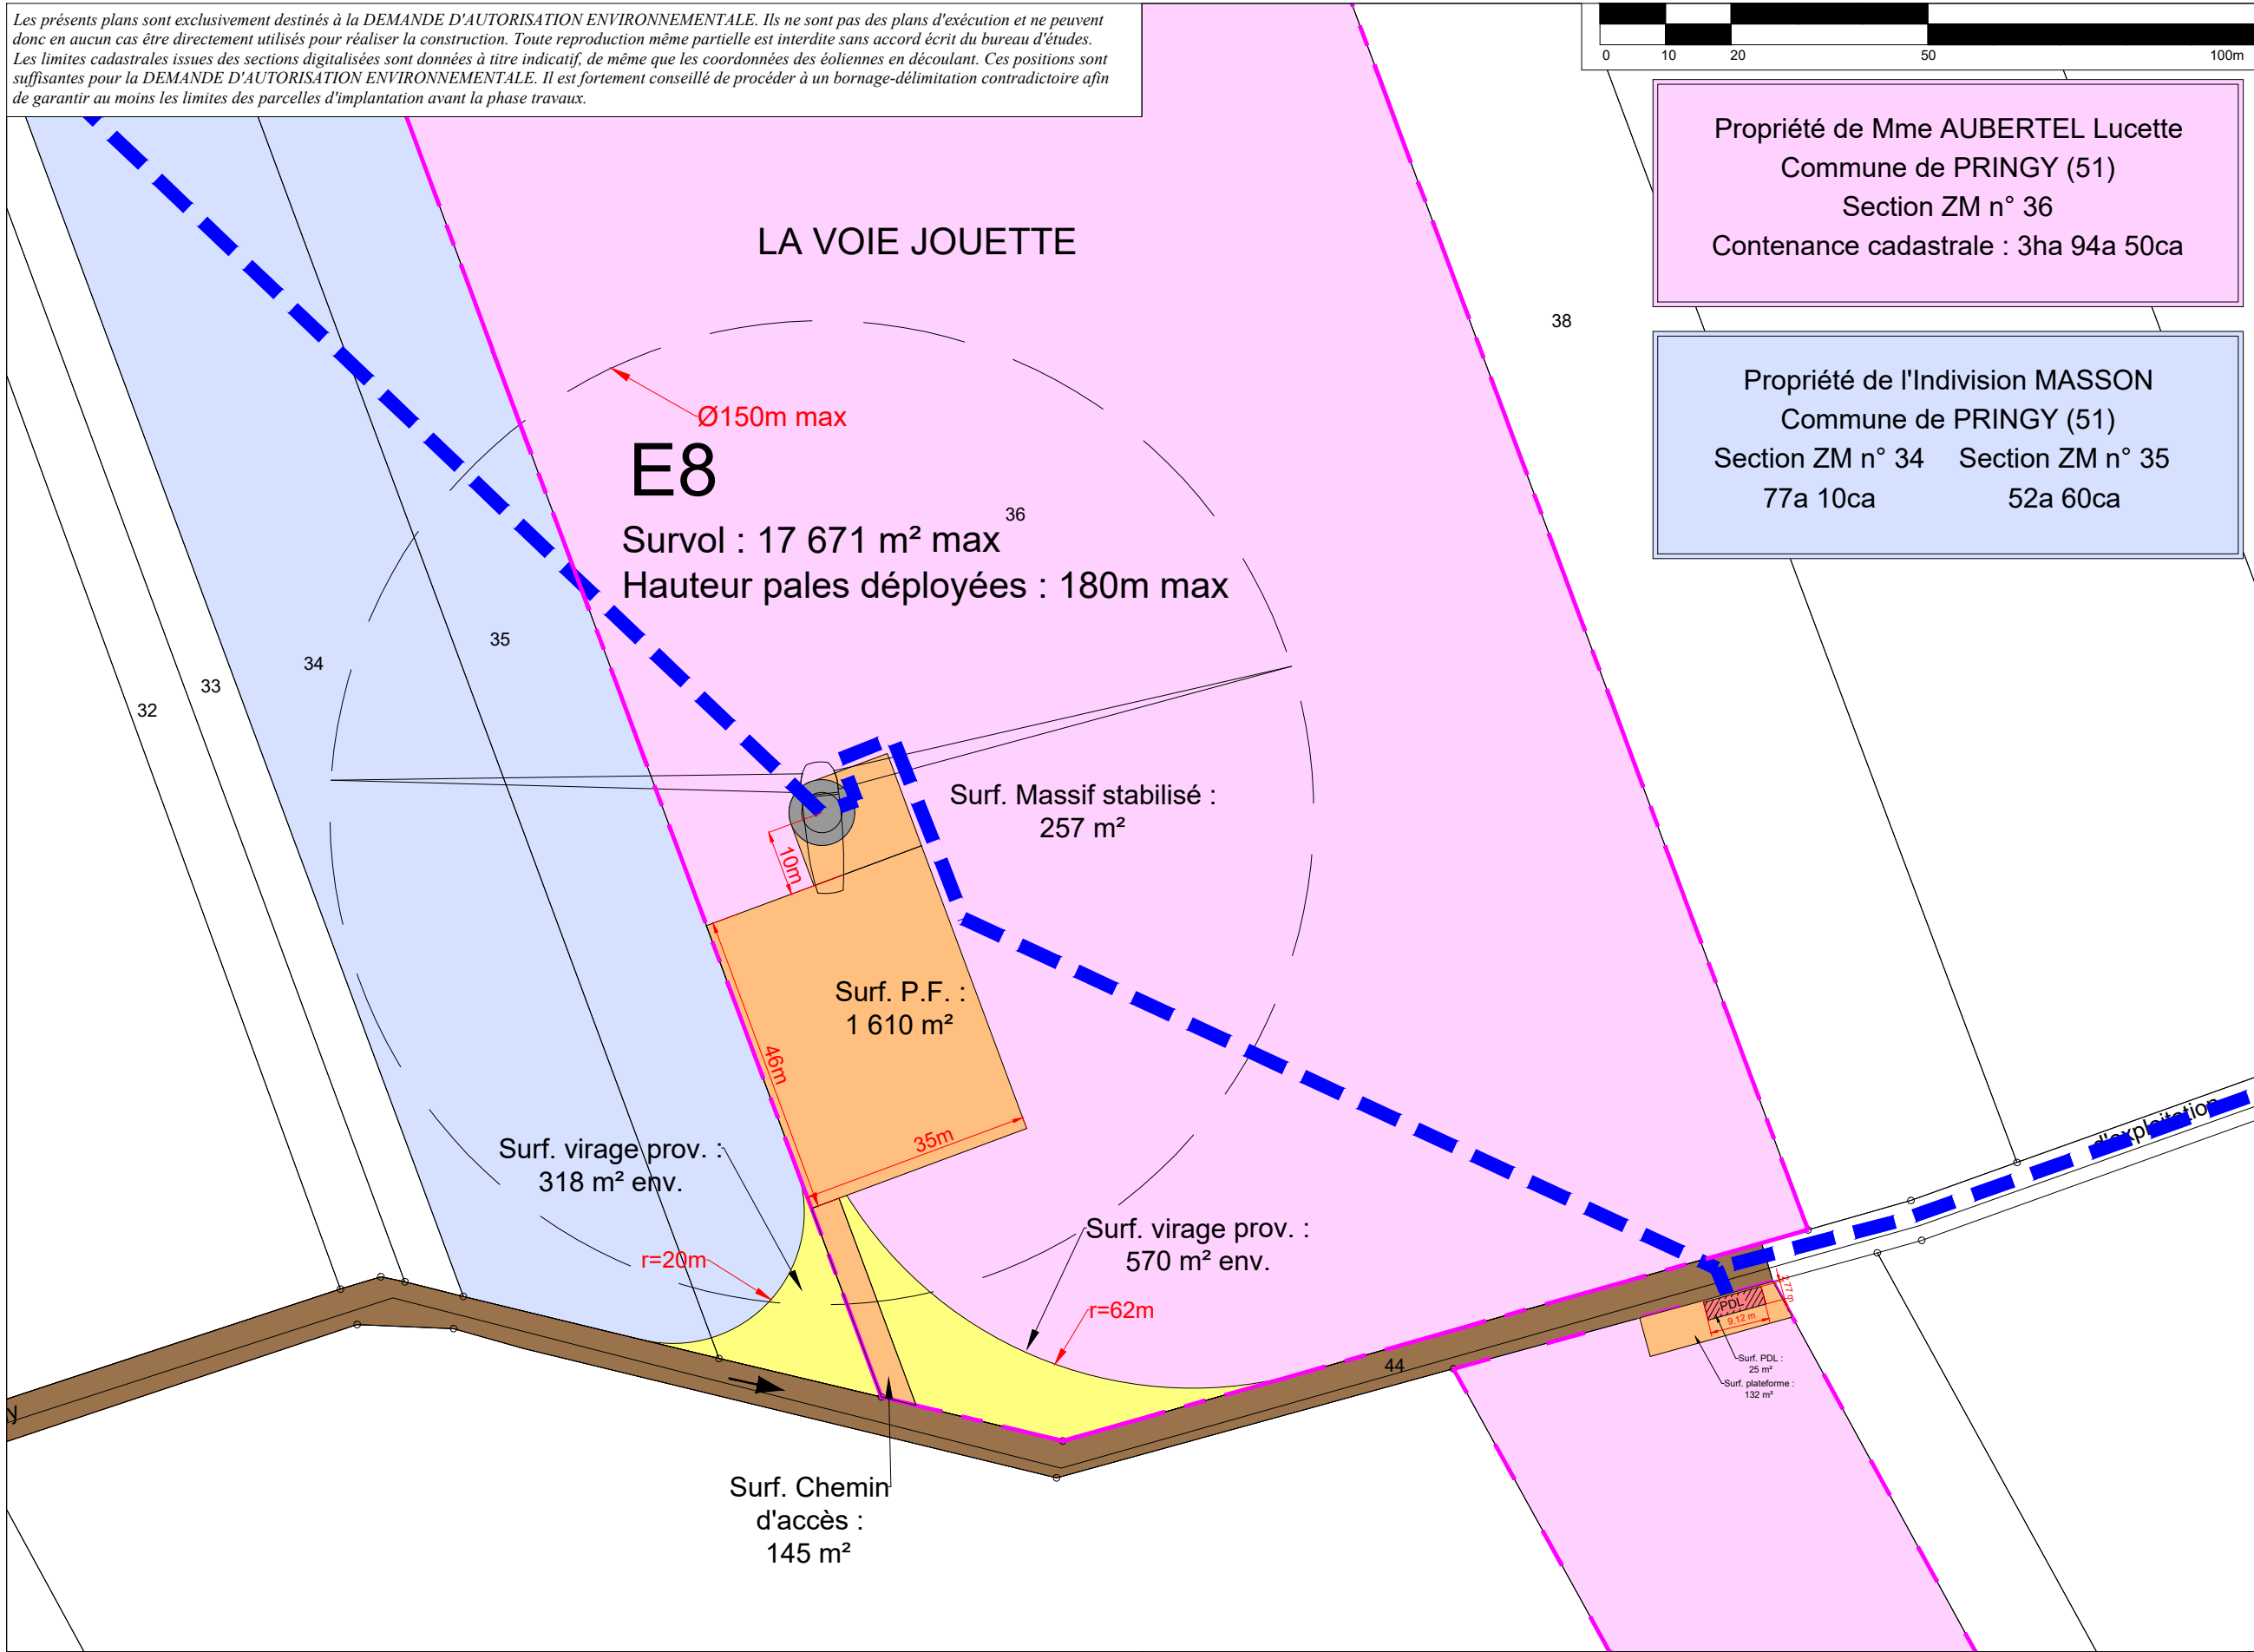 Les présents plans sont exclusivement destinés à la DEMANDE D'AUTORISATION ENVIRONNEMENTALE. Ils ne sont pas des plans d'exécution et ne peuvent
donc en aucun cas être directement utilisés pour réaliser la construction. Toute reproduction même partielle est interdite sans accord écrit du bureau d'études.
Les limites cadastrales issues des sections digitalisées sont données à titre indicatif, de même que les coordonnées des éoliennes en découlant. Ces positions sont
suffisantes pour la DEMANDE D'AUTORISATION ENVIRONNEMENTALE. Il est fortement conseillé de procéder à un bornage-délimitation contradictoire afin
de garantir au moins les limites des parcelles d'implantation avant la phase travaux.
0 10 20 50 100m
Propriété de Mme AUBERTEL Lucette
Commune de PRINGY (51)
Section ZM n° 36
Contenance cadastrale : 3ha 94a 50ca
Propriété de l'Indivision MASSON
Commune de PRINGY (51)
Section ZM n° 34 Section ZM n° 35
77a 10ca 52a 60ca
LA VOIE JOUETTE
38
Ø150m max
E8
36
Survol : 17 671 m² max
Hauteur pales déployées : 180m max
35
34
33
32
Surf. Massif stabilisé :
257 m²
10m
Surf. P.F. :
1 610 m²
46m
35m
d'exploitation
Surf. virage prov. :
318 m² env.
r=20m
Surf. virage prov. :
570 m² env.
r=62m
44
PDL
9.12 m
2.77 m
Surf. PDL :
25 m²
Surf. plateforme :
132 m²
y
Surf. Chemin
d'accès :
145 m²